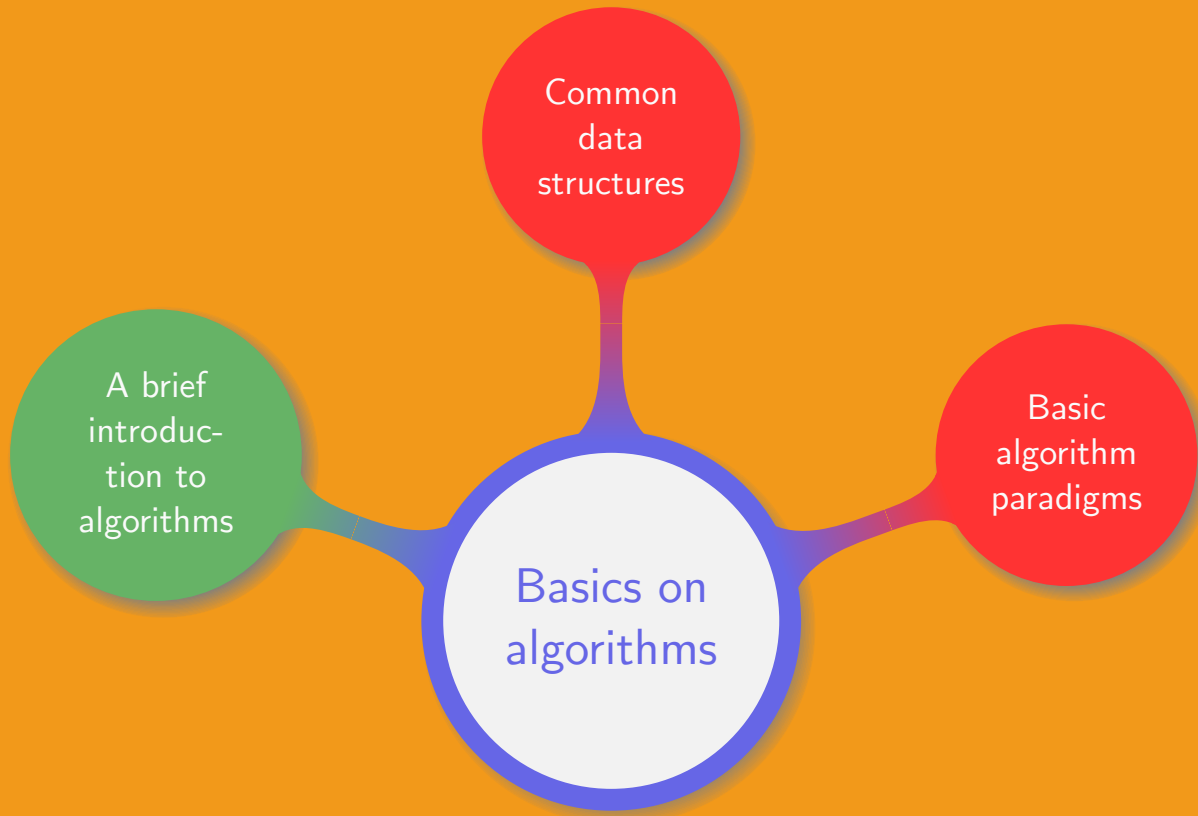 Common
data
structures
A brief
introduc-
tion to
algorithms
Basic
algorithm
paradigms
Basics on
algorithms